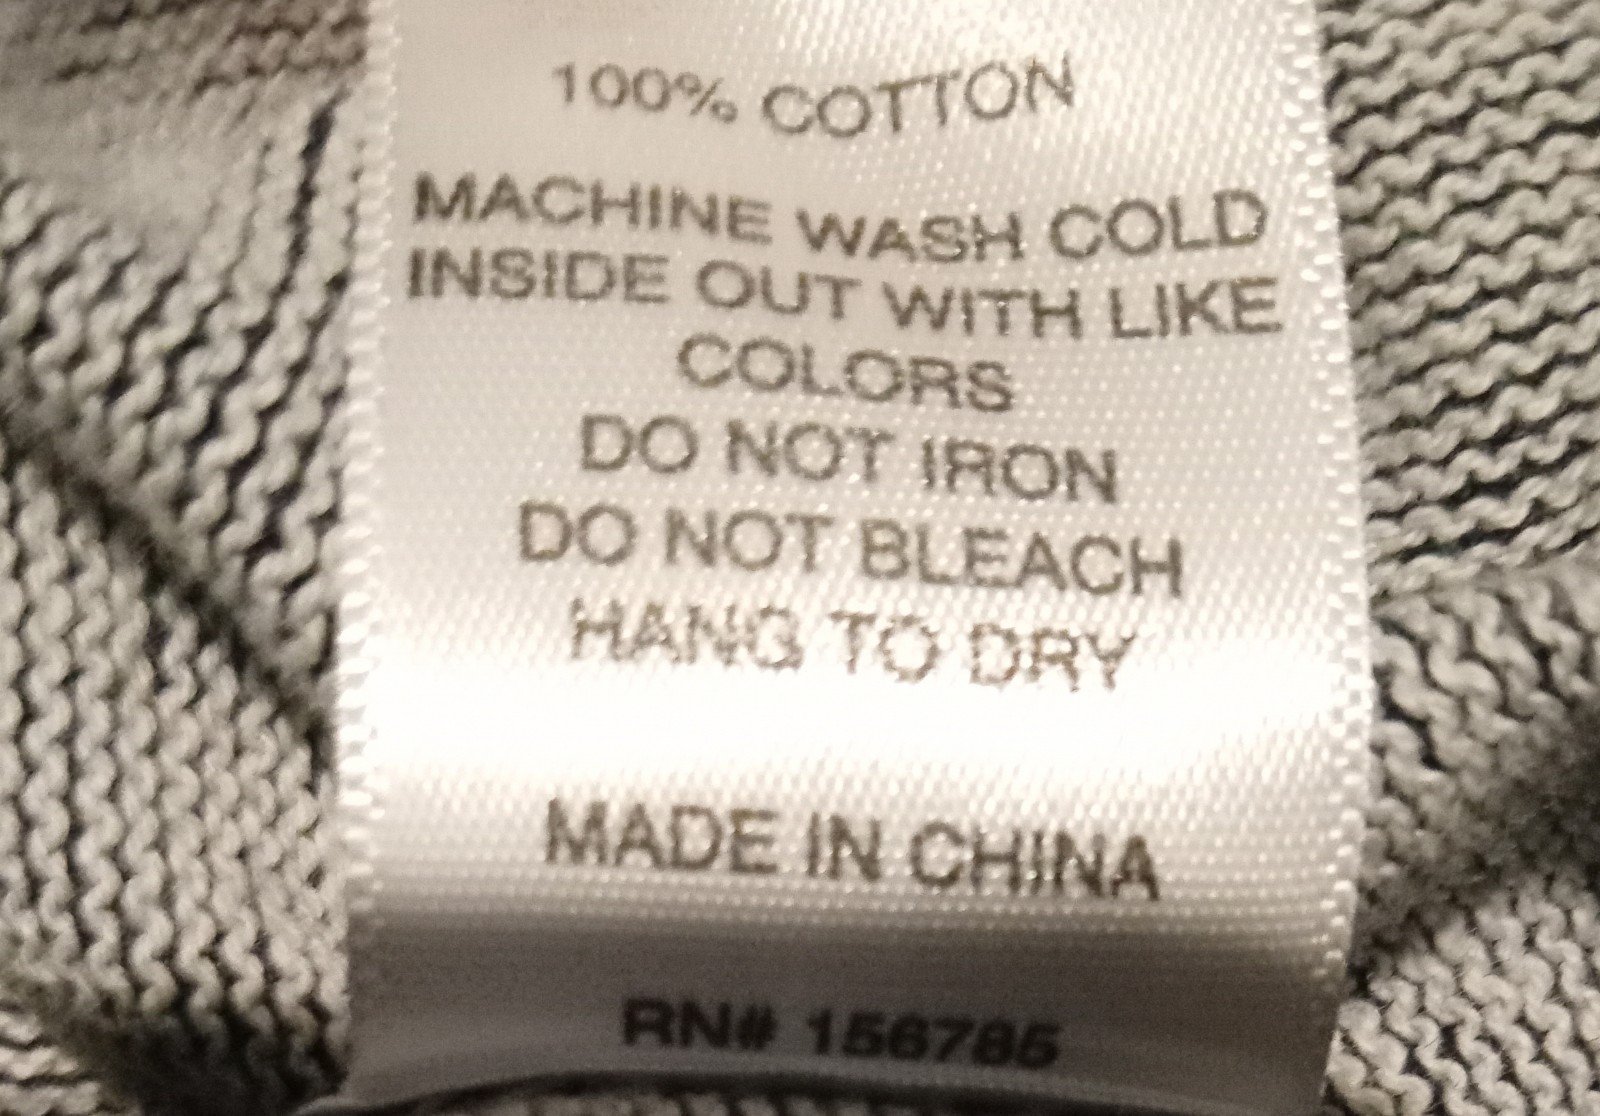 100% COTTON
MACHINE WASH COLD
INSIDE OUT WITH LIKE
COLORS
DO NOT IRON
DO NOT BLEACH
HANG TO DRY
MADE IN CHINA
RN# 156785